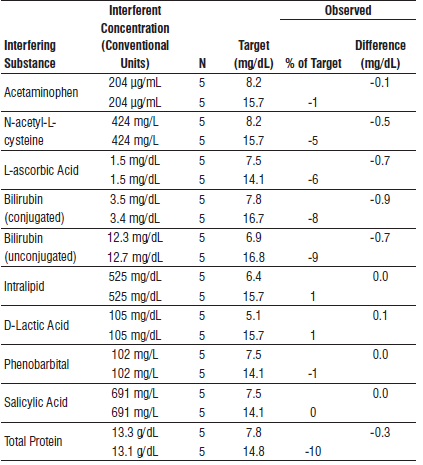 Interferent Observed
Concentration
Interfering (Conventional Target Difference
Substance Units) N (mg/dL) % of Target (mg/dL)
Acetaminophen 204 µg/mL 5 8.2 -0.1
204 µg/mL 5 15.7 -1
N-acetyl-L- 424 mg/L 5 8.2 -0.5
cysteine 424 mg/L 5 15.7 -5
L-ascorbic Acid 1.5 mg/dL 5 7.5 -0.7
1.5 mg/dL 5 14.1 -6
Bilirubin 3.5 mg/dL 5 7.8 -0.9
(conjugated) 3.4 mg/dL 5 16.7 -8
Bilirubin 12.3 mg/dL 5 6.9 -0.7
(unconjugated) 12.7 mg/dL 5 16.8 -9
Intralipid 525 mg/dL 5 6.4 0.0
525 mg/dL 5 15.7 1
D-Lactic Acid 105 mg/dL 5 5.1 0.1
105 mg/dL 5 15.7 1
Phenobarbital 102 mg/L 5 7.5 0.0
102 mg/L 5 14.1 -1
Salicylic Acid 691 mg/L 5 7.5 0.0
691 mg/L 5 14.1 0
Total Protein 13.3 g/dL 5 7.8 -0.3
13.1 g/dL 5 14.8 -10